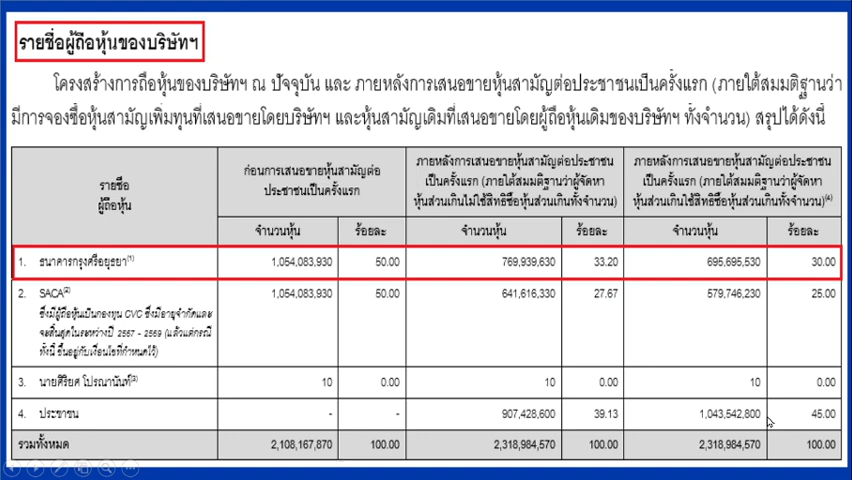 รายชื่อผู้ถือหุ้นของบริษัทฯ
โครงสร้างการถือหุ้นของบริษัทฯ ณ ปัจจุบัน และ ภายหลังการเสนอขายหุ้นสามัญต่อประชาชนเป็นครั้งแรก (ภายใต้สมมติฐานว่า
มีการจองซื้อหุ้นสามัญเพิ่มทุนที่เสนอขายโดยบริษัทฯ และหุ้นสามัญเดิมที่เสนอขายโดยผู้ถือหุ้นเดิมของบริษัทฯ ทั้งจำนวน) สรุปได้ดังนี้
รายชื่อ
ผู้ถือหุ้น
ก่อนการเสนอขายหุ้นสามัญต่อ
ประชาชนเป็นครั้งแรก
ภายหลังการเสนอขายหุ้นสามัญต่อประชาชน
เป็นครั้งแรก (ภายใต้สมมติฐานว่าผู้จัดหา
หุ้นส่วนเกินไม่ใช้สิทธิซื้อหุ้นส่วนเกินทั้งจำนวน)
ภายหลังการเสนอขายหุ้นสามัญต่อประชาชน
เป็นครั้งแรก (ภายใต้สมมติฐานว่าผู้จัดหา
หุ้นส่วนเกินใช้สิทธิซื้อหุ้นส่วนเกินทั้งจำนวน)(4)
จำนวนหุ้น ร้อยละ จำนวนหุ้น ร้อยละ จำนวนหุ้น ร้อยละ
1. ธนาคารกรุงศรีอยุธยา(1) 1,054,083,930 50.00 769,939,630 33.20 695,695,530 30.00
2. SACA(2) 1,054,083,930 50.00 641,616,330 27.67 579,746,230 25.00
ซึ่งมีผู้ถือหุ้นเป็นกองทุน CVC ซึ่งมีอายุจำกัดและ
จะสิ้นสุดในระหว่างปี 2567 - 2569 (แล้วแต่กรณี
ทั้งนี้ ขึ้นอยู่กับเงื่อนไขที่กำหนดไว้)
3. นายศิริยศ โปรณานันท์(3) 10 0.00 10 0.00 10 0.00
4. ประชาชน - - 907,428,600 39.13 1,043,542,800 45.00
รวมทั้งหมด 2,108,167,870 100.00 2,318,984,570 100.00 2,318,984,570 100.00